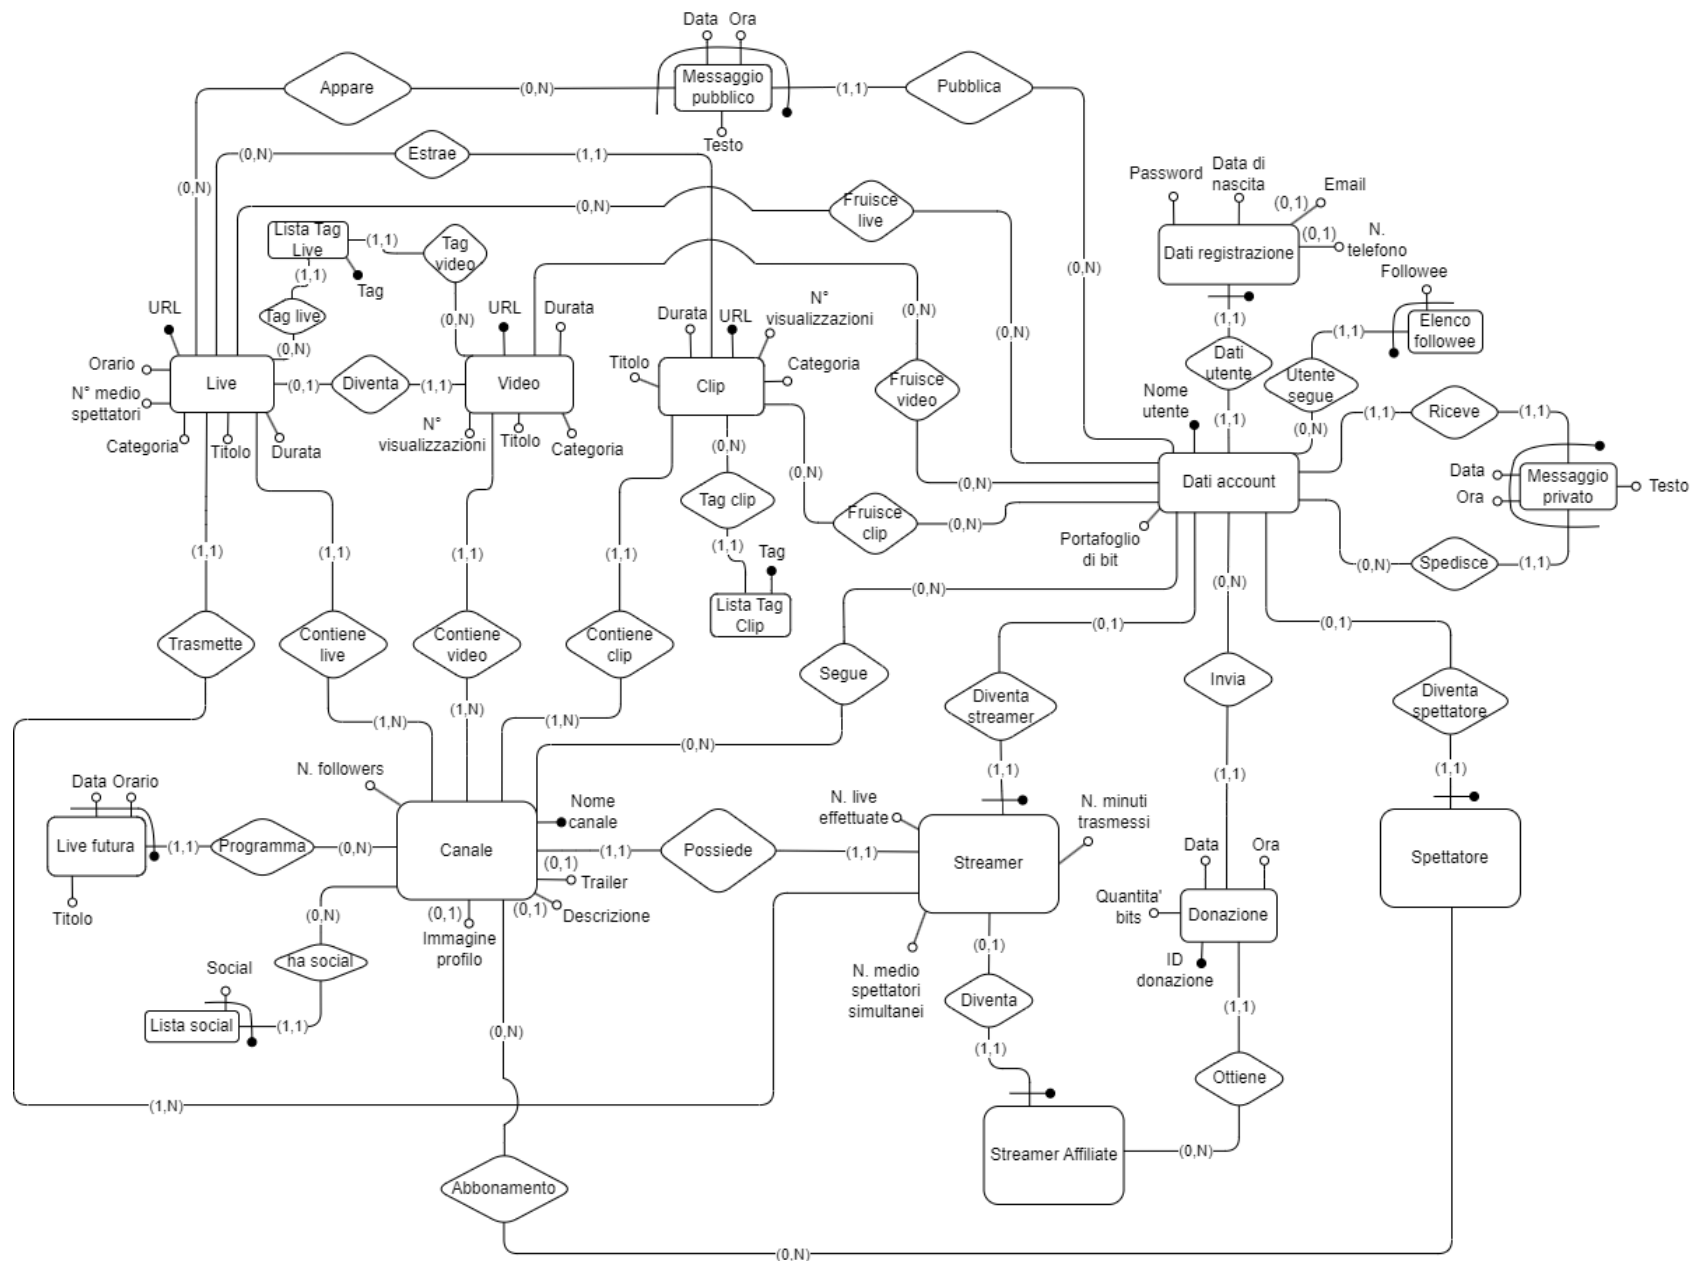 Data
Ora
Messaggio
pubblico
Testo
Appare
(0,N)
(0,N)
(1,1)
Pubblica
(0,N)
(0,N)
Estrae
(1,1)
(0,N)
Fruisce
live
(0,N)
Lista Tag
Live
(1,1)
Tag
video
(1,1)
Tag
Tag live
(0,N)
(0,N)
Password
Data di
nascita
Email
(0,1)
(0,1)
N.
telefono
Dati registrazione
Followee
Elenco
followee
(1,1)
(1,1)
Dati
utente
Utente
segue
(1,1)
(0,N)
URL
Orario
N° medio
spettatori
Categoria
Titolo
Durata
Live
(0,1)
Diventa
(1,1)
URL
Durata
Video
N°
visualizzazioni
Titolo
Categoria
Durata
URL
N°
visualizzazioni
Titolo
Categoria
Clip
(0,N)
Fruisce
video
(0,N)
(0,N)
Tag clip
(1,1)
Tag
Lista Tag
Clip
(0,N)
Fruisce
clip
(0,N)
Nome
utente
Dati account
Portafoglio
di bit
(1,1)
Riceve
(1,1)
Data
Ora
Messaggio
privato
Testo
(0,N)
Spedisce
(1,1)
(1,1)
(1,1)
(1,1)
(1,1)
Trasmette
Contiene
live
Contiene
video
Contiene
clip
(1,N)
(1,N)
(1,N)
(0,N)
Segue
(0,N)
(0,1)
Diventa
streamer
(1,1)
(0,N)
Invia
(1,1)
(0,1)
Diventa
spettatore
(1,1)
Data
Orario
Live futura
Titolo
(1,1)
Programma
(0,N)
N. followers
Canale
Nome
canale
(0,1)
Trailer
(0,1)
Descrizione
(0,1)
Immagine
profilo
(1,1)
Possiede
(1,1)
N. live
effettuate
N. minuti
trasmessi
Streamer
N. medio
spettatori
simultanei
(0,1)
Diventa
(1,1)
Streamer Affiliate
Data
Ora
Quantita'
bits
Donazione
ID
donazione
(1,1)
Ottiene
(0,N)
Spettatore
(0,N)
ha social
Social
Lista social
(1,1)
(0,N)
(1,N)
Abbonamento
(0,N)